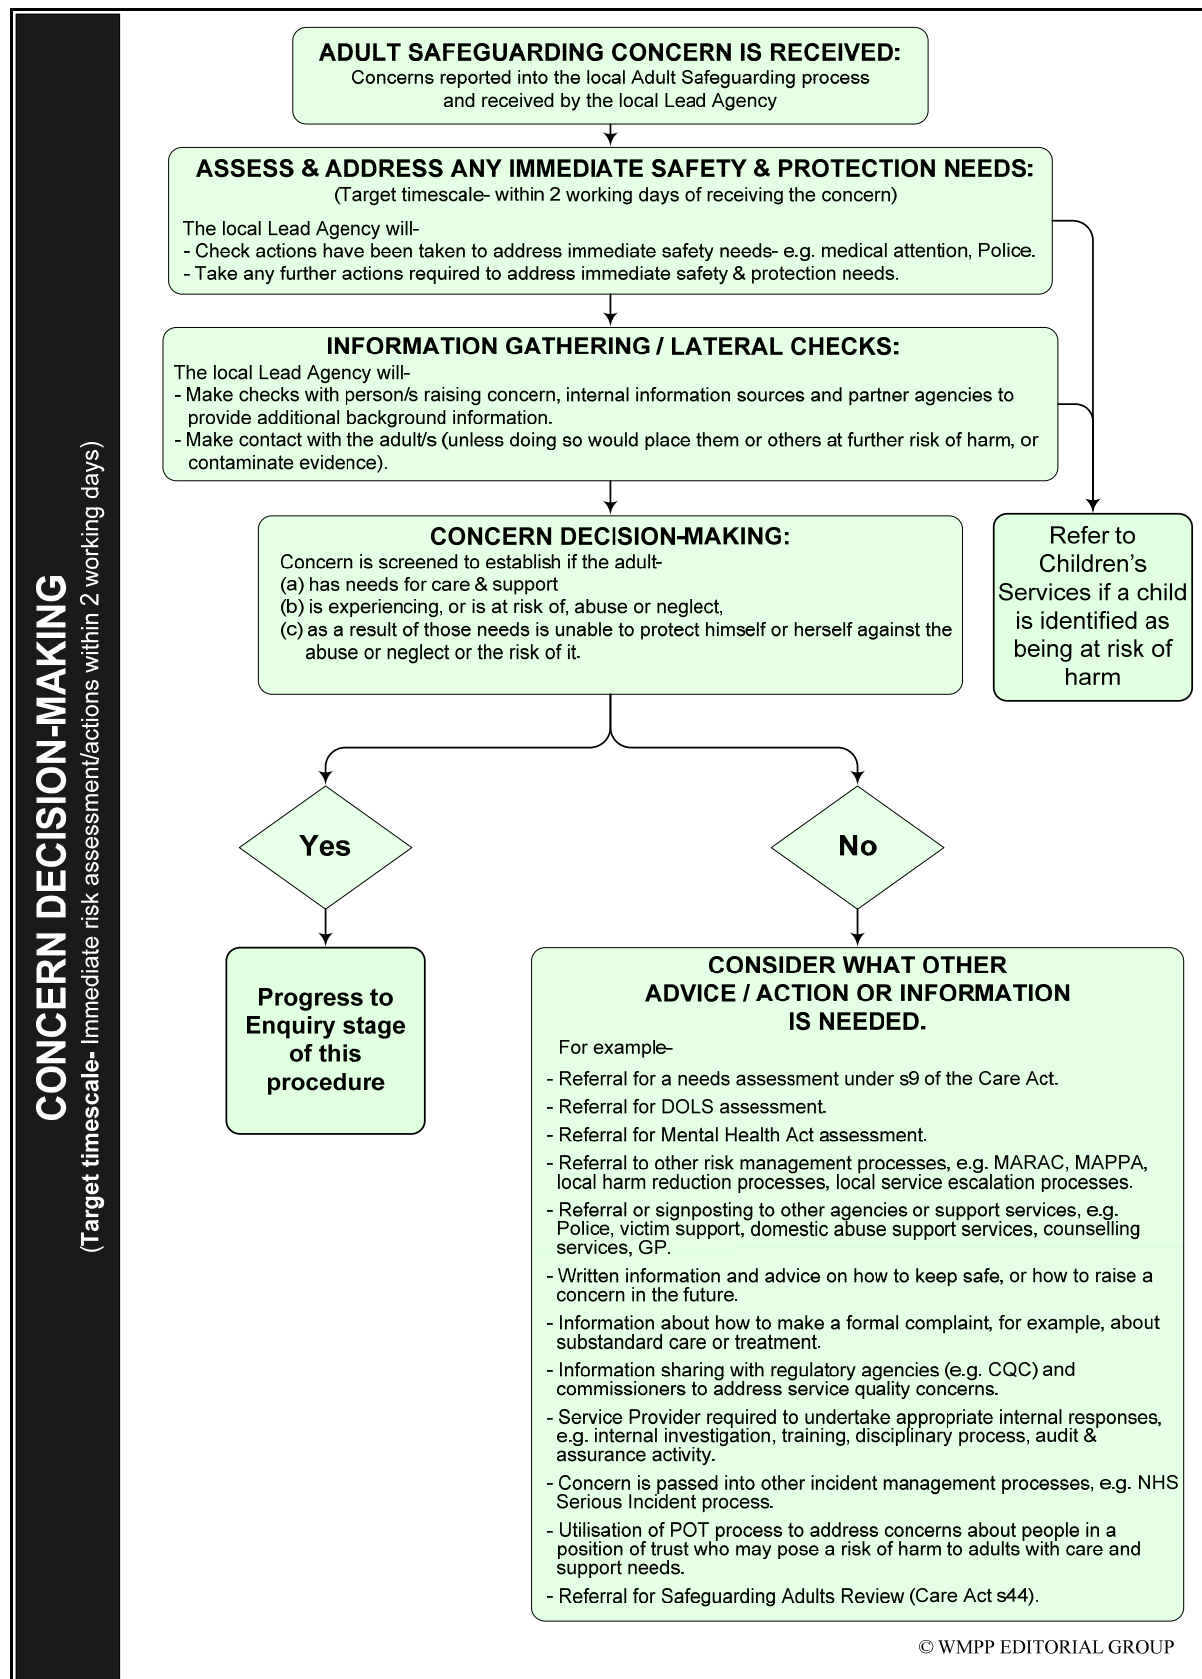 CONCERN DECISION-MAKING
(Target timescale- Immediate risk assessment/actions within 2 working days)
ADULT SAFEGUARDING CONCERN IS RECEIVED:
Concerns reported into the local Adult Safeguarding process
and received by the local Lead Agency
ASSESS & ADDRESS ANY IMMEDIATE SAFETY & PROTECTION NEEDS:
(Target timescale- within 2 working days of receiving the concern)
The local Lead Agency will-
- Check actions have been taken to address immediate safety needs- e.g. medical attention, Police.
- Take any further actions required to address immediate safety & protection needs.
INFORMATION GATHERING / LATERAL CHECKS:
The local Lead Agency will-
- Make checks with person/s raising concern, internal information sources and partner agencies to
provide additional background information.
- Make contact with the adult/s (unless doing so would place them or others at further risk of harm, or
contaminate evidence).
CONCERN DECISION-MAKING:
Concern is screened to establish if the adult-
(a) has needs for care & support
(b) is experiencing, or is at risk of, abuse or neglect,
(c) as a result of those needs is unable to protect himself or herself against the
abuse or neglect or the risk of it.
Refer to
Children's
Services if a child
is identified as
being at risk of
harm
Yes
No
Progress to
Enquiry stage
of this
procedure
CONSIDER WHAT OTHER
ADVICE / ACTION OR INFORMATION
IS NEEDED.
For example-
- Referral for a needs assessment under s9 of the Care Act.
- Referral for DOLS assessment.
- Referral for Mental Health Act assessment.
- Referral to other risk management processes, e.g. MARAC, MAPPA,
local harm reduction processes, local service escalation processes.
- Referral or signposting to other agencies or support services, e.g.
Police, victim support, domestic abuse support services, counselling
services, GP.
- Written information and advice on how to keep safe, or how to raise a
concern in the future.
- Information about how to make a formal complaint, for example, about
substandard care or treatment.
- Information sharing with regulatory agencies (e.g. CQC) and
commissioners to address service quality concerns.
- Service Provider required to undertake appropriate internal responses,
e.g. internal investigation, training, disciplinary process, audit &
assurance activity.
- Concern is passed into other incident management processes, e.g. NHS
Serious Incident process.
- Utilisation of POT process to address concerns about people in a
position of trust who may pose a risk of harm to adults with care and
support needs.
- Referral for Safeguarding Adults Review (Care Act s44).
© WMPP EDITORIAL GROUP